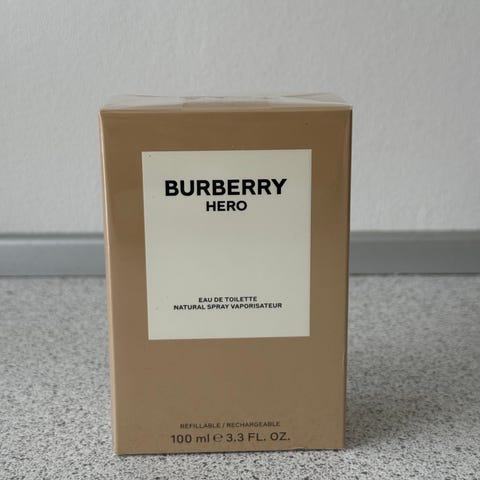 BURBERRY
HERO
EAU DE TOILETTE
NATURAL SPRAY VAPORISATEUR
REFILLABLE / RECHARGEABLE
100 ml ℮ 3.3 FL. OZ.